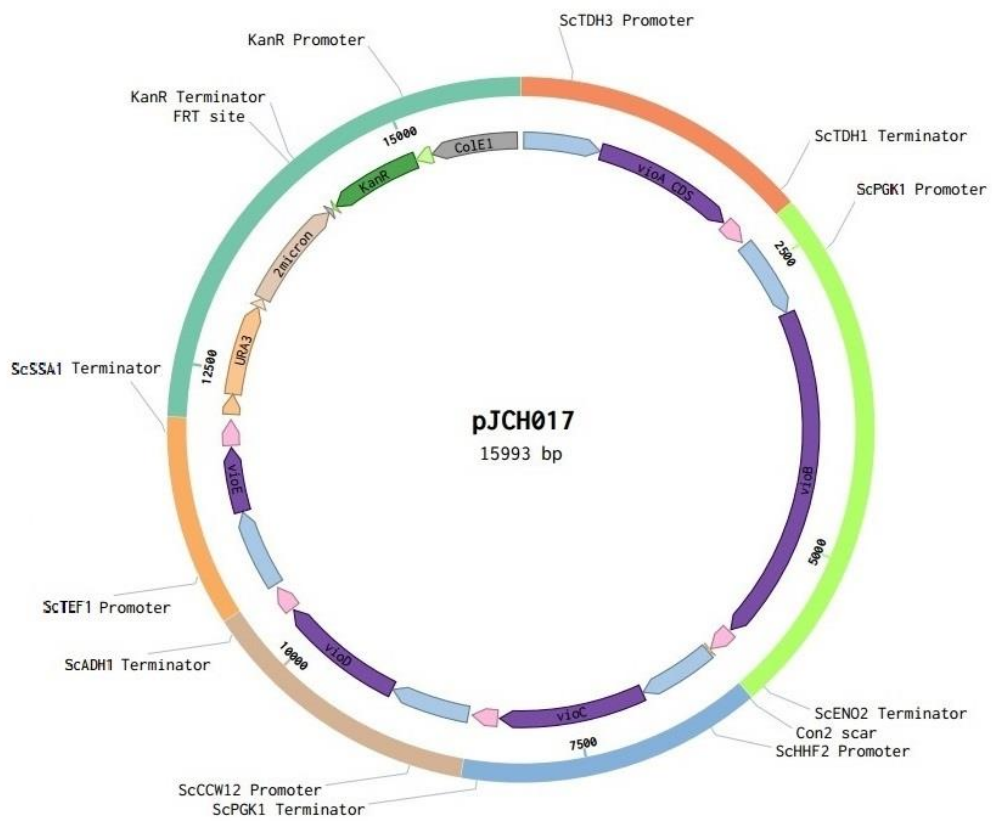 ScTDH3 Promoter
KanR Promoter
KanR Terminator
FRT site
15000
ColE1
KanR
vioA CDS
ScTDH1 Terminator
ScPGK1 Promoter
2500
2micron
URA3
12500
ScSSA1 Terminator
pJCH017
15993 bp
vioE
vioB
5000
ScTEF1 Promoter
ScADH1 Terminator
10000
vioD
vioC
7500
ScENO2 Terminator
Con2 scar
ScHHF2 Promoter
ScCCW12 Promoter
ScPGK1 Terminator